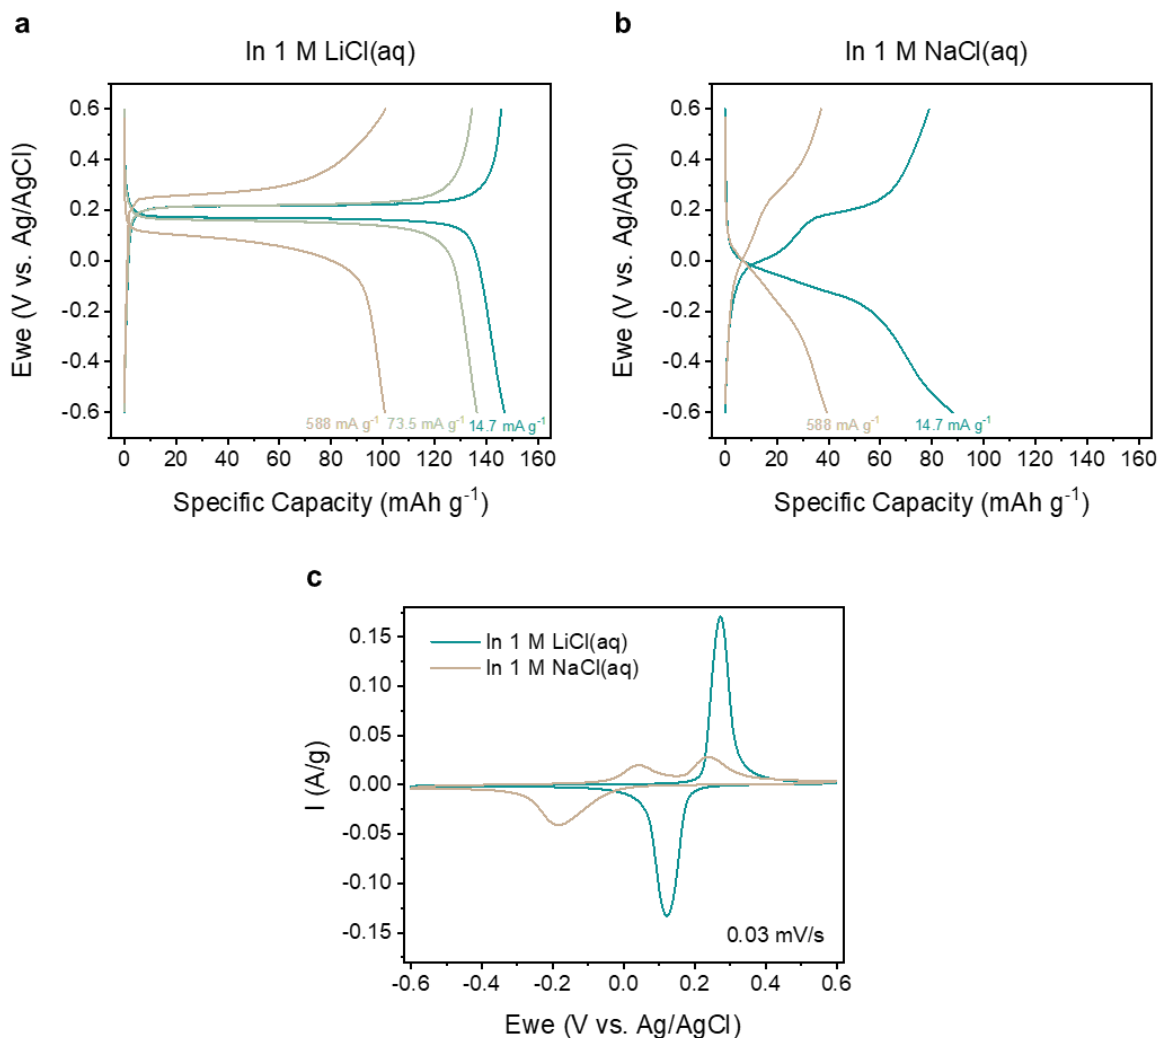 a
In 1 M LiCl(aq)
Ewe (V vs. Ag/AgCl)
0.6
0.4
0.2
0.0
-0.2
-0.4
-0.6
588 mA g⁻¹ 73.5 mA g⁻¹ 14.7 mA g⁻¹
0 20 40 60 80 100 120 140 160
Specific Capacity (mAh g⁻¹)
b
In 1 M NaCl(aq)
Ewe (V vs. Ag/AgCl)
0.6
0.4
0.2
0.0
-0.2
-0.4
-0.6
588 mA g⁻¹ 14.7 mA g⁻¹
0 20 40 60 80 100 120 140 160
Specific Capacity (mAh g⁻¹)
c
I (A/g)
0.15
0.10
0.05
0.00
-0.05
-0.10
-0.15
In 1 M LiCl(aq)
In 1 M NaCl(aq)
0.03 mV/s
-0.6 -0.4 -0.2 0.0 0.2 0.4 0.6
Ewe (V vs. Ag/AgCl)